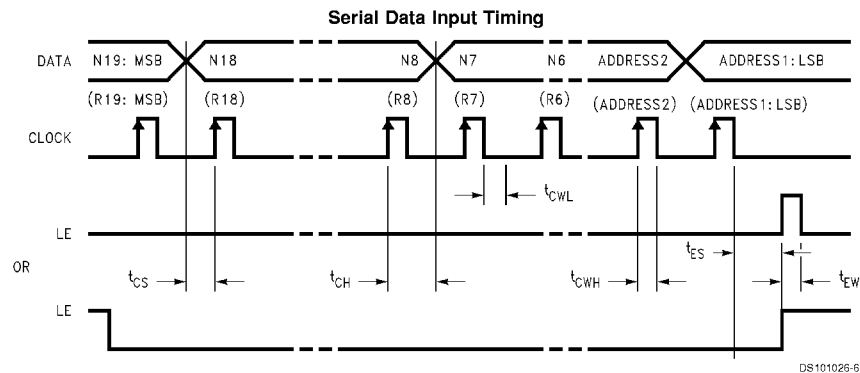 Serial Data Input Timing
DATA N19: MSB N18 N8 N7 N6 ADDRESS2 ADDRESS1: LSB
(R19: MSB) (R18) (R8) (R7) (R6) (ADDRESS2) (ADDRESS1: LSB)
CLOCK
tCWL
LE
tES
OR
tCS tCH tCWH tEW
LE
DS101026-6